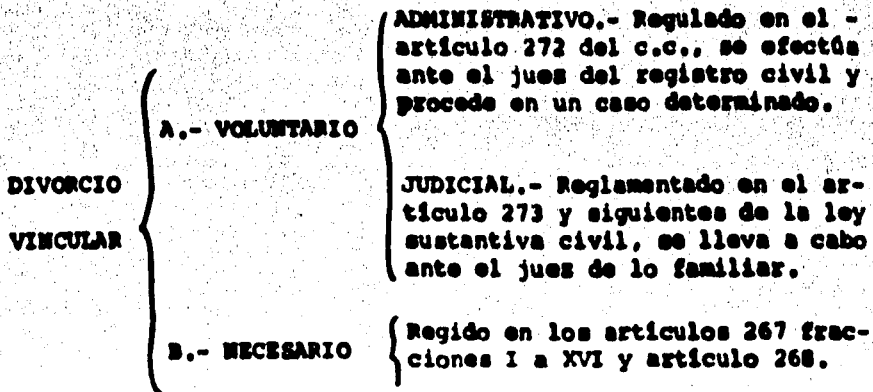 ADMINISTRATIVO.- Regulado en el -
artículo 272 del c.c., se efectúa
ante el juez del registro civil y
procede en un caso determinado.
A.- VOLUNTARIO
DIVORCIO
VINCULAR
JUDICIAL.- Reglamentado en el ar-
tículo 273 y siguientes de la ley
sustantiva civil, se lleva a cabo
ante el juez de lo familiar.
B.- NECESARIO
Regido en los artículos 267 frac-
ciones I a XVI y artículo 268.